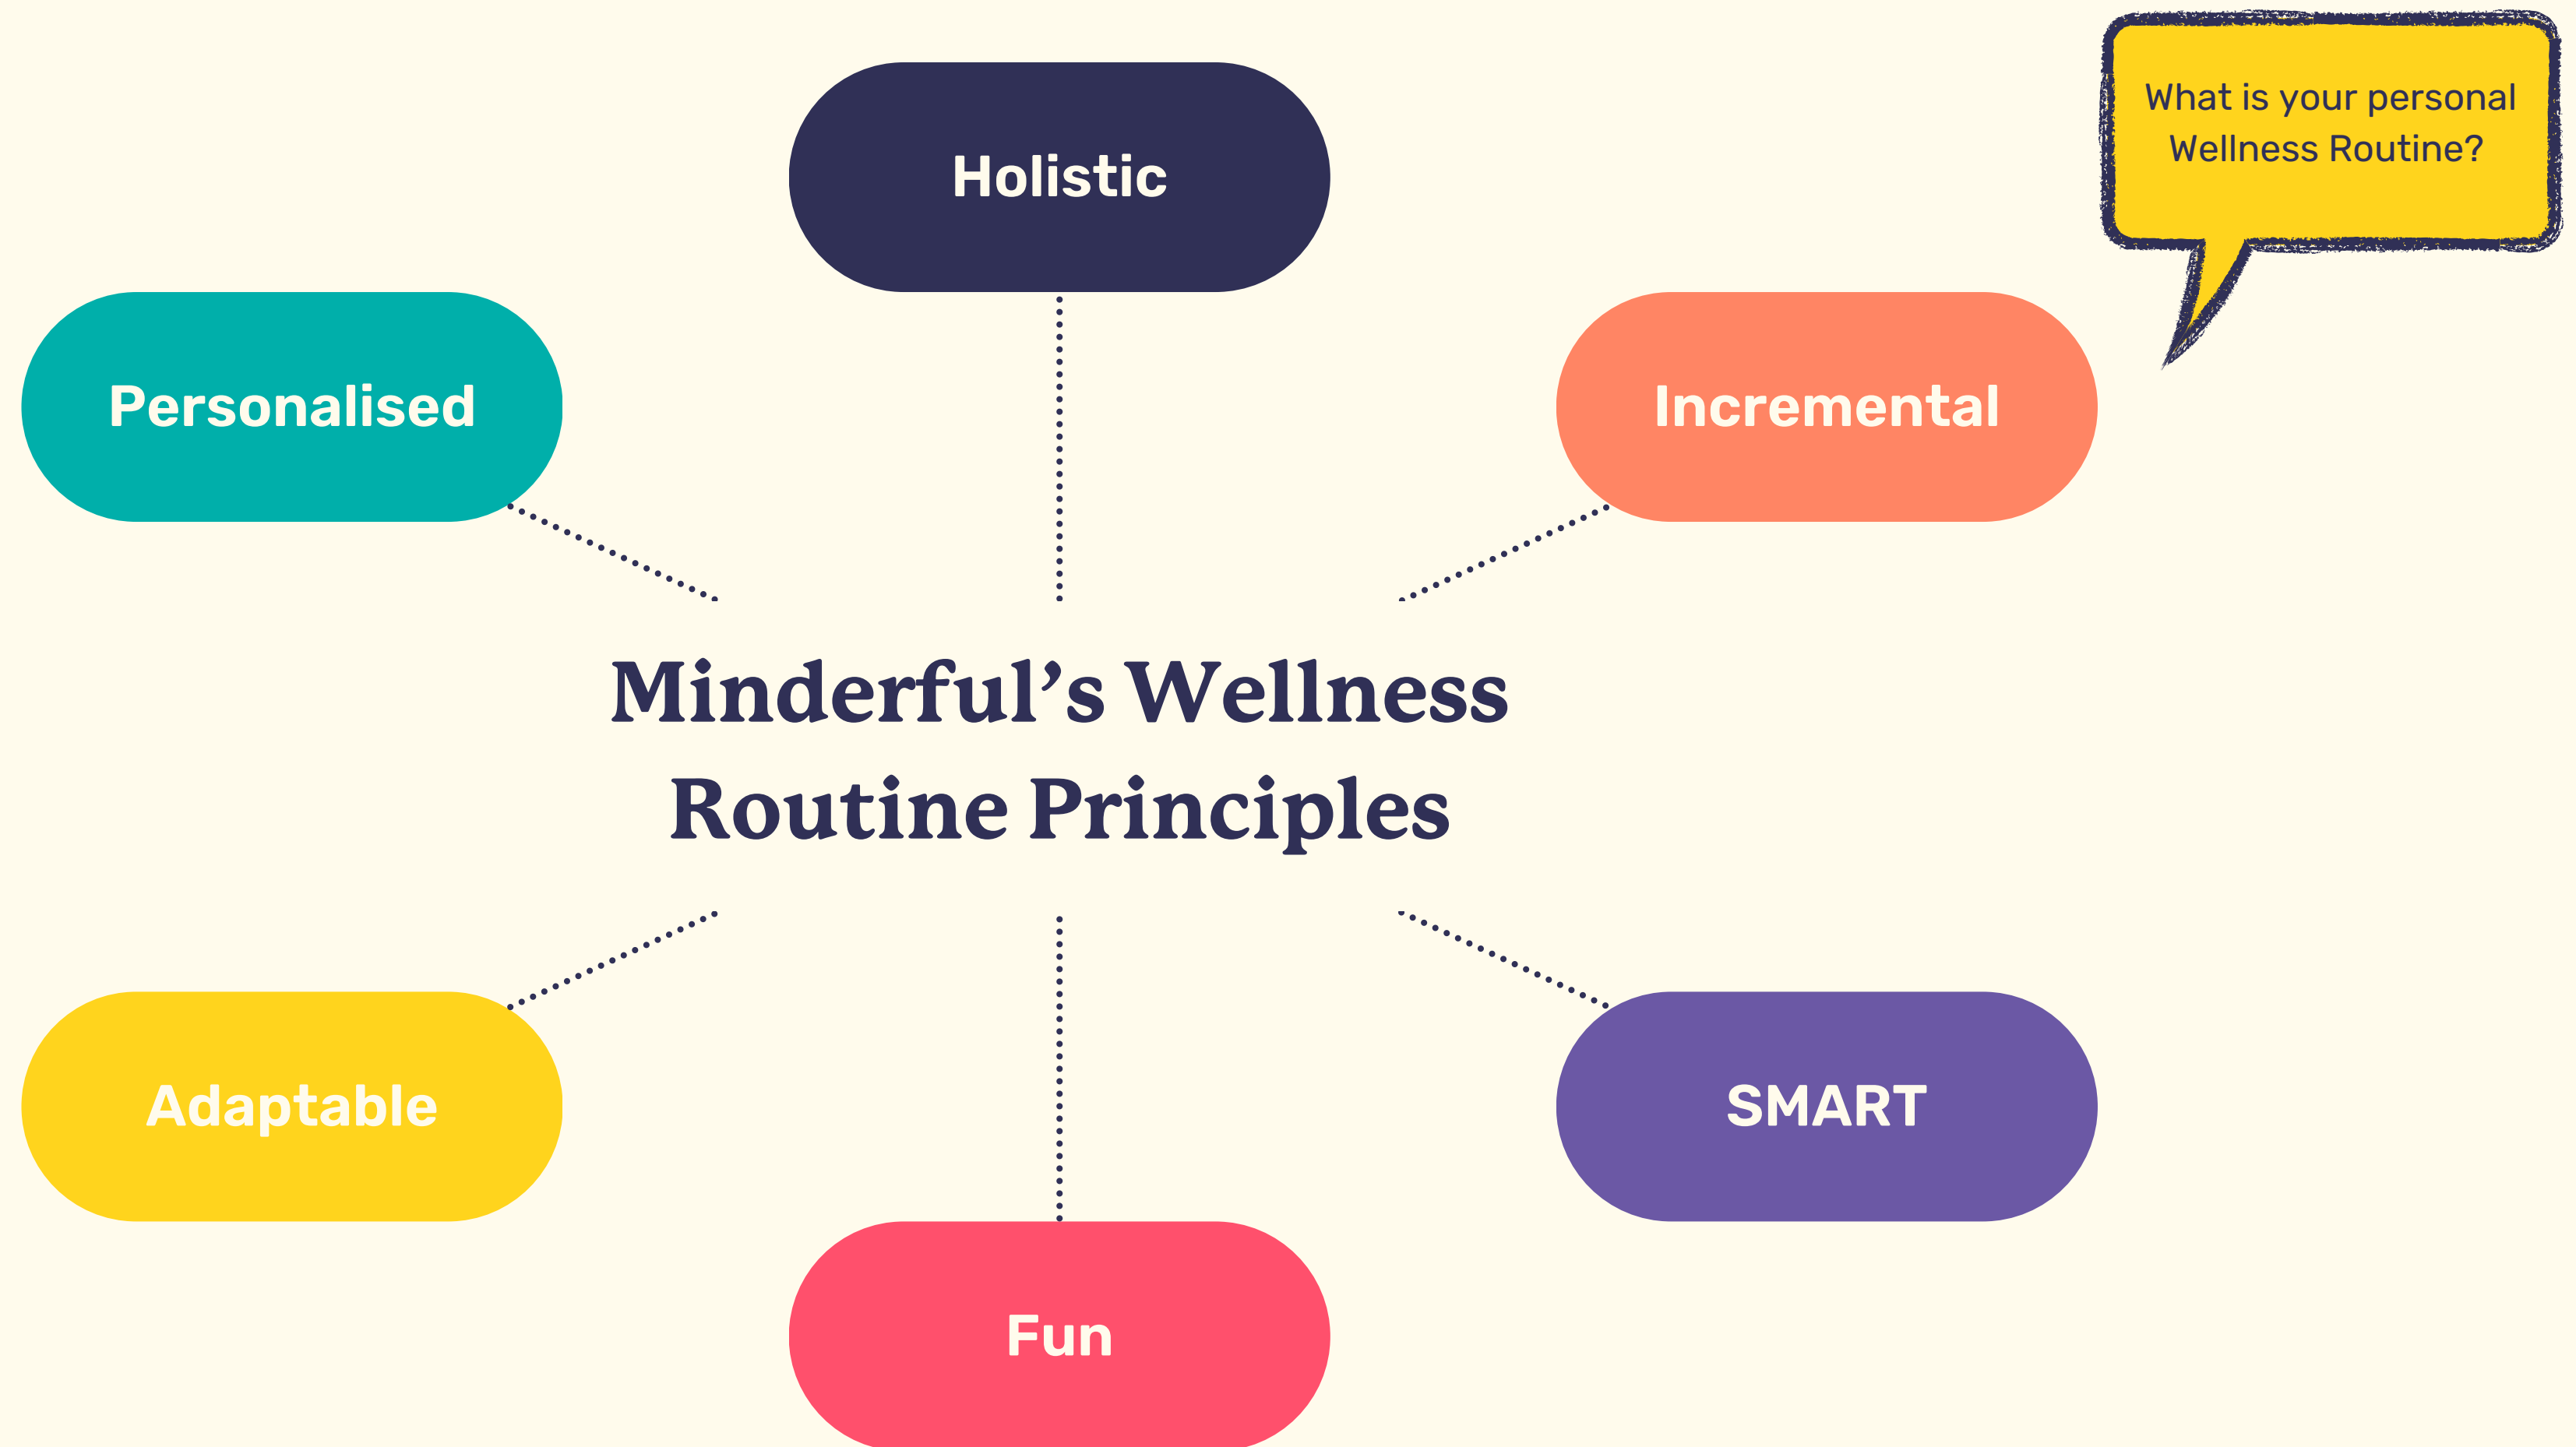 What is your personal
Wellness Routine?
Holistic
Personalised
Incremental
Minderful’s Wellness
Routine Principles
Adaptable
SMART
Fun